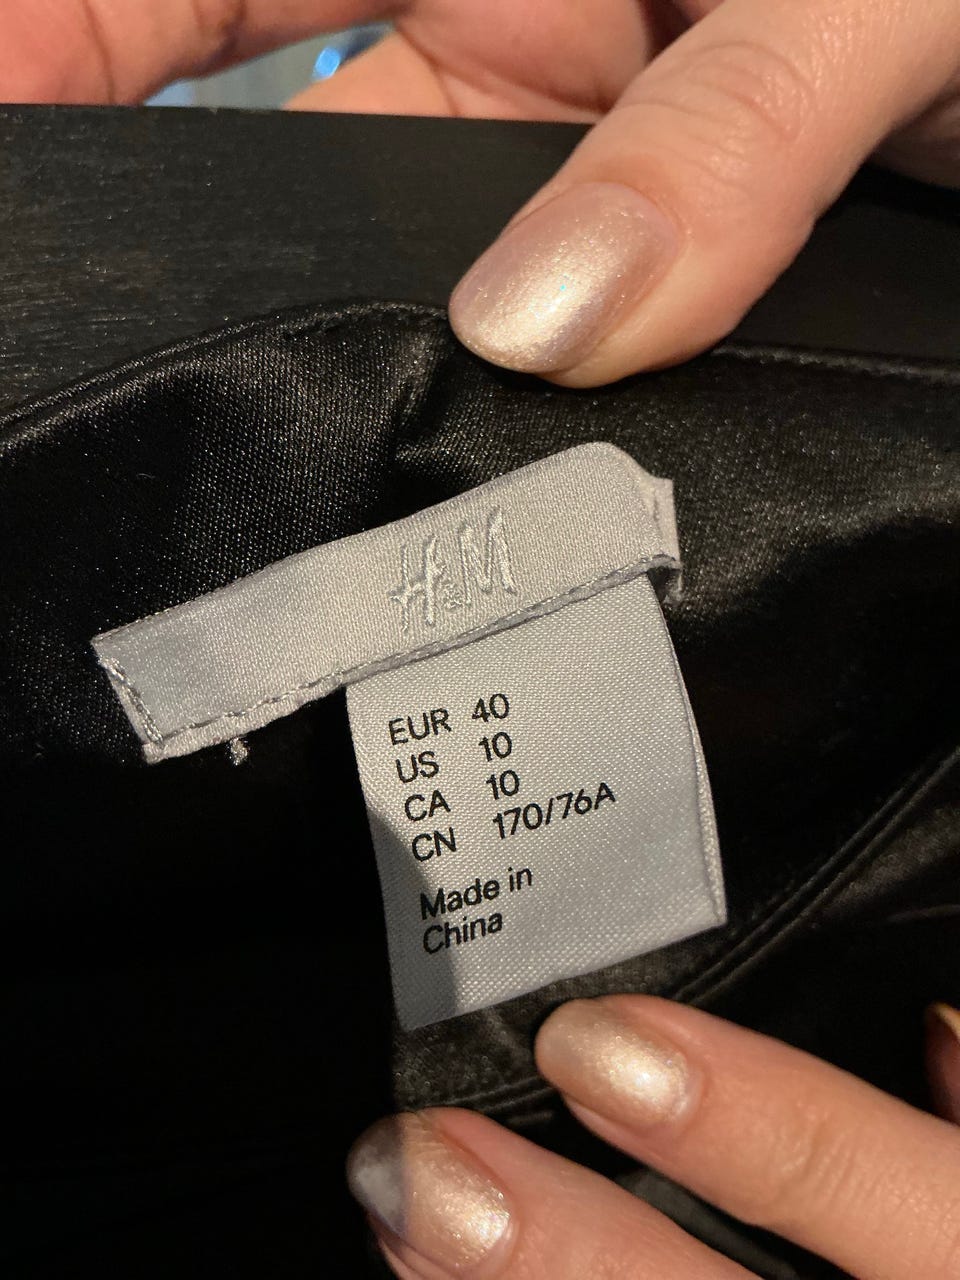 H&M
EUR 40
US 10
CA 10
CN 170/76A
Made in
China